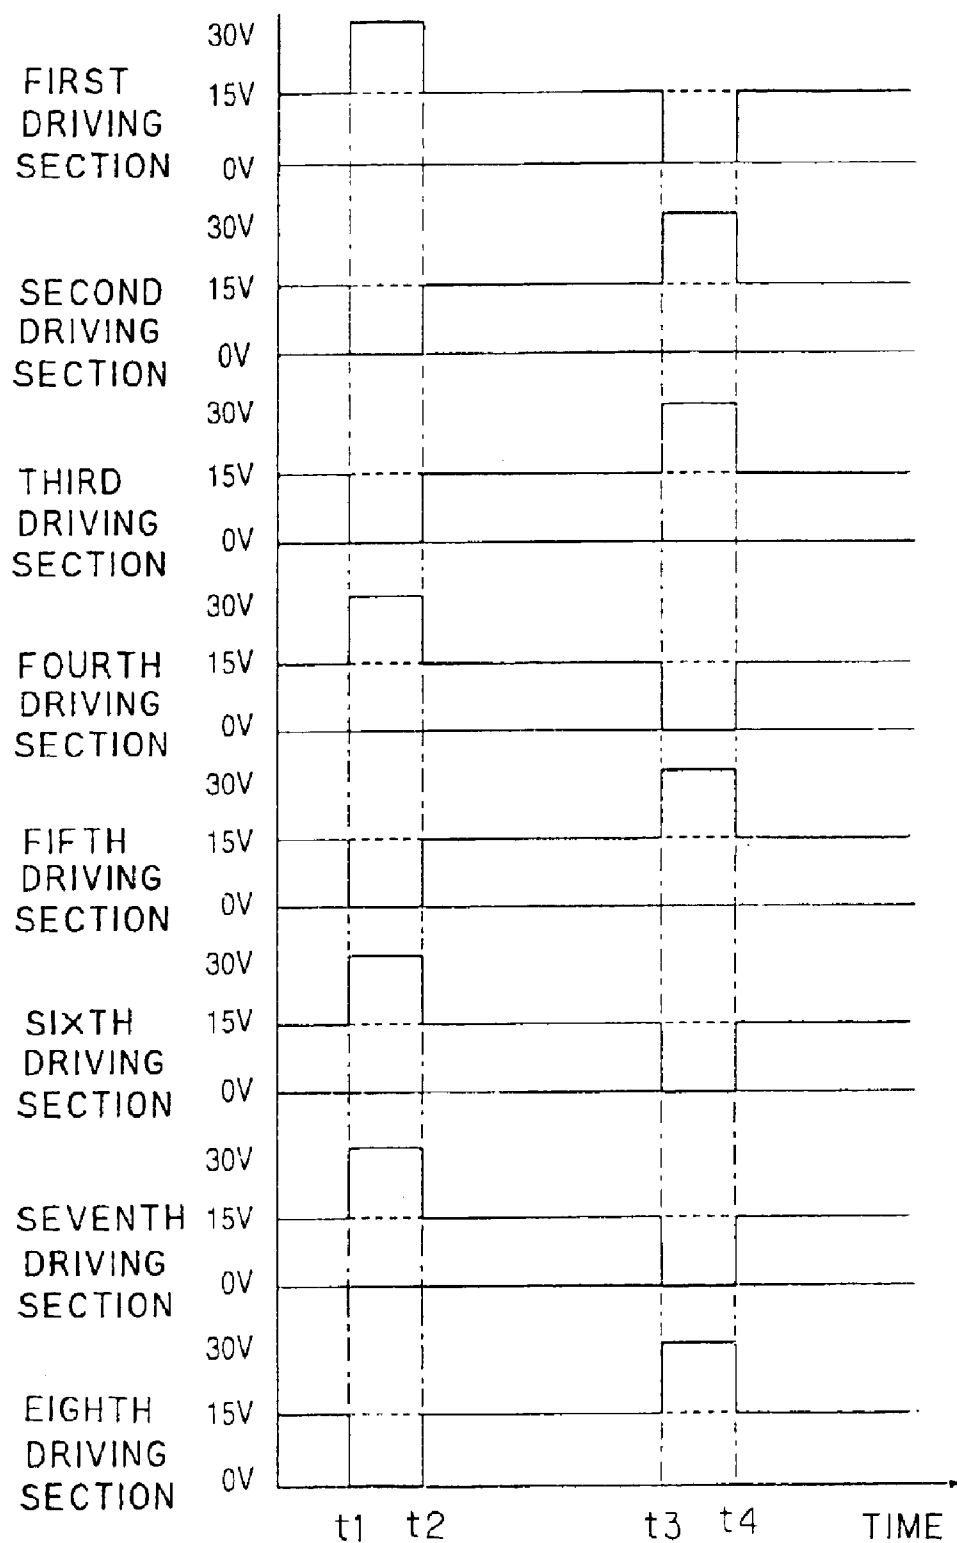 30V
FIRST
DRIVING
SECTION
15V
0V
30V
SECOND
DRIVING
SECTION
15V
0V
30V
THIRD
DRIVING
SECTION
15V
0V
30V
FOURTH
DRIVING
SECTION
15V
0V
30V
FIFTH
DRIVING
SECTION
15V
0V
30V
SIXTH
DRIVING
SECTION
15V
0V
30V
SEVENTH
DRIVING
SECTION
15V
0V
30V
EIGHTH
DRIVING
SECTION
15V
0V
t1 t2 t3 t4 TIME